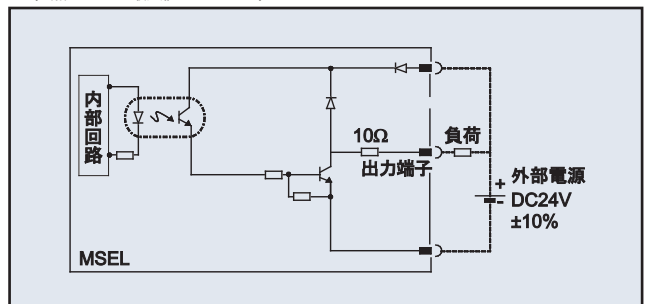 内部回路
10Ω
負荷
出力端子
+
外部電源
DC24V
-
±10%
MSEL